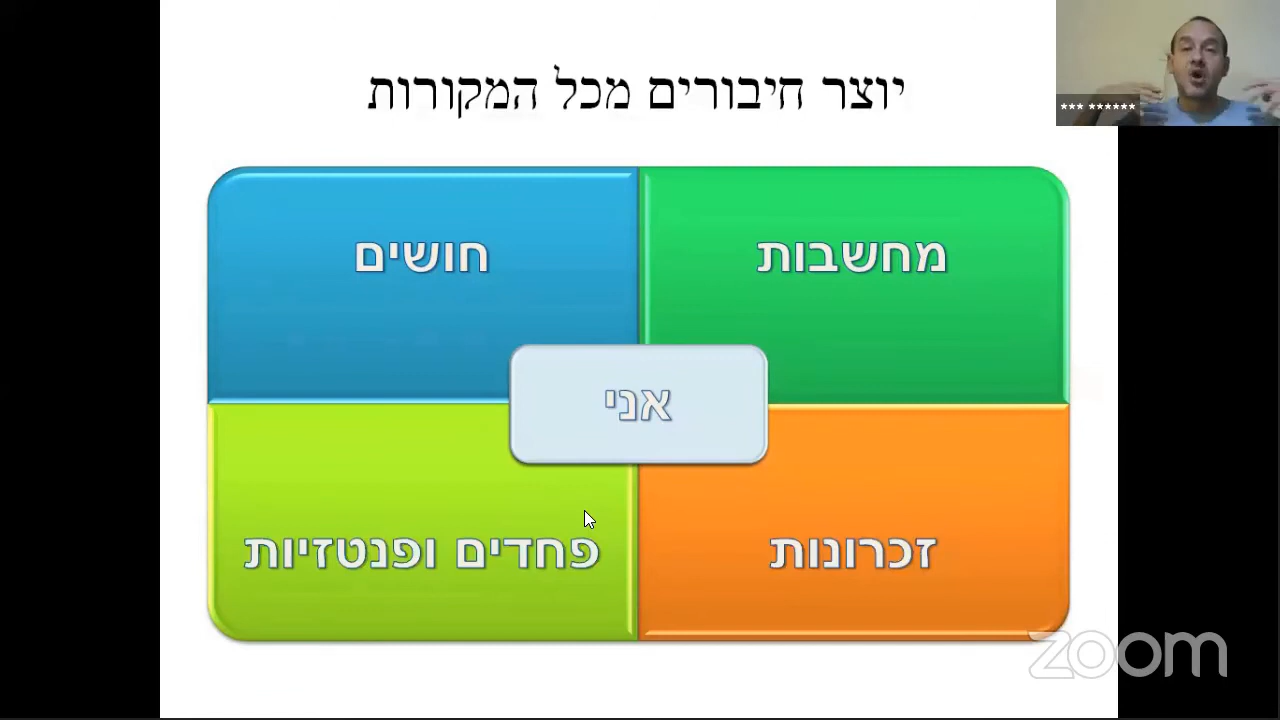 יוצר חיבורים מכל המקורות
*** ******
מחשבות
חושים
אני
זכרונות
פחדים ופנטזיות
zoom